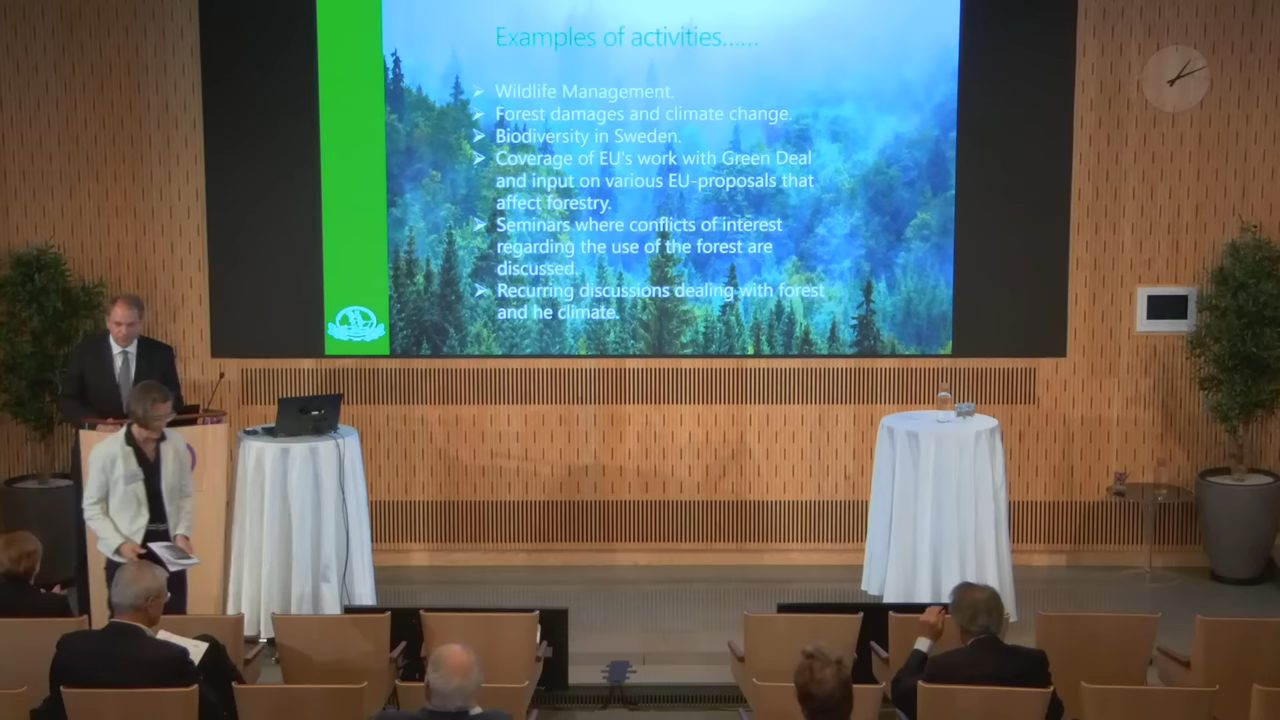 Examples of activities......
➢ Wildlife Management.
➢ Forest damages and climate change.
➢ Biodiversity in Sweden.
➢ Coverage of EU's work with Green Deal
and input on various EU-proposals that
affect forestry.
➢ Seminars where conflicts of interest
regarding the use of the forest are
discussed.
➢ Recurring discussions dealing with forest
and he climate.